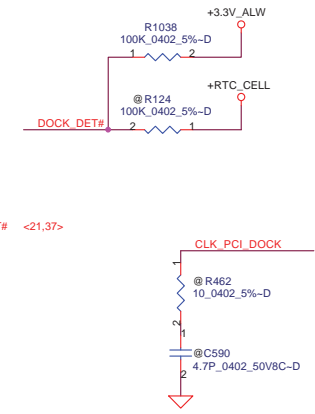 +3.3V_ALW
R1038
100K_0402_5%~D
1 2
+RTC_CELL
@ R124
100K_0402_5%~D
DOCK_DET#
2 1
# <21,37>
CLK_PCI_DOCK
1
@ R462
10_0402_5%~D
2
1
@C590
4.7P_0402_50V8C~D
2